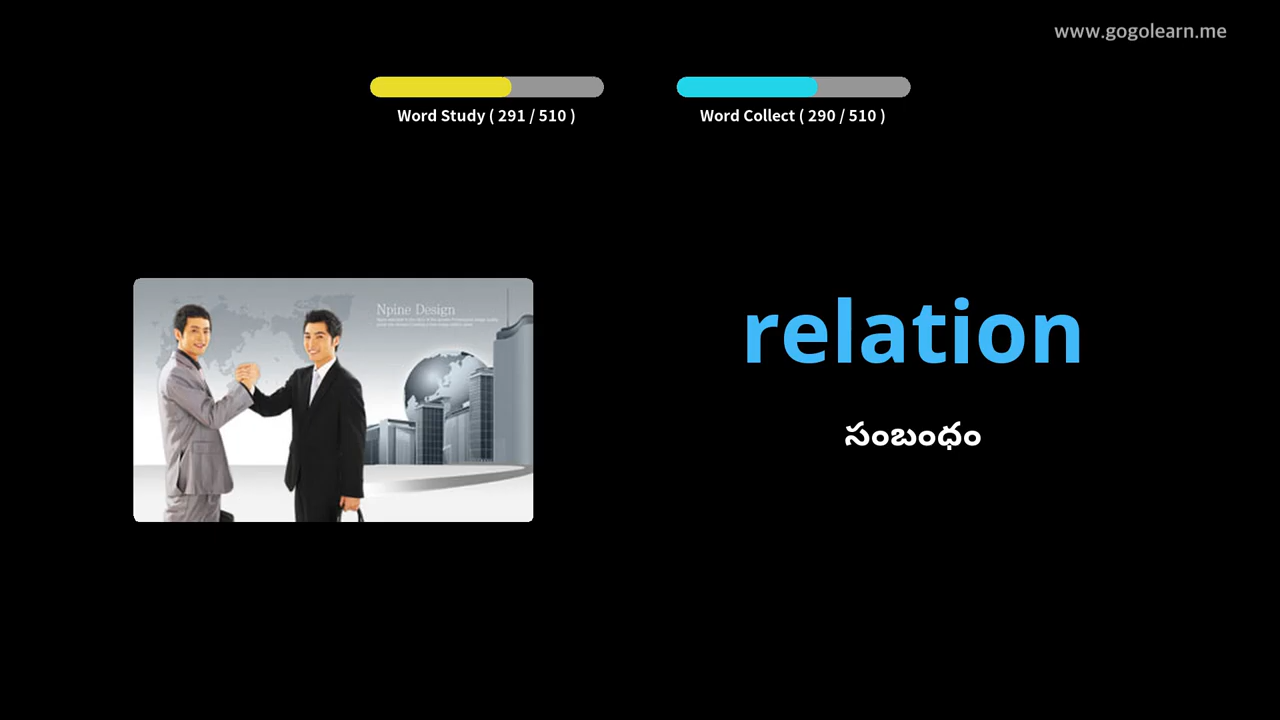 www.gogolearn.me
Word Study ( 291 / 510 )
Word Collect ( 290 / 510 )
Npine Design
relation
సంబంధం